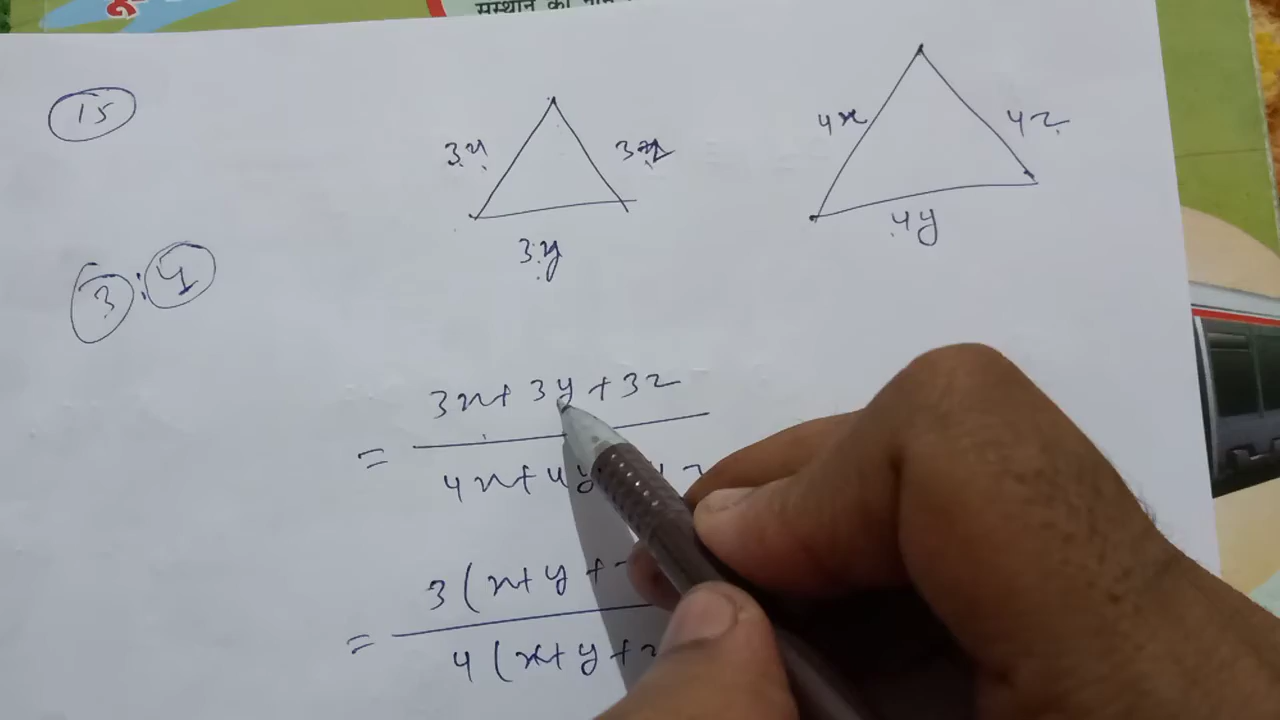 संस्थान का नाम
15
3x
3z
3y
4x
4z
4y
3:4
= 3x+3y+3z
4x+4y
= 3(x+y+
4(x+y+z